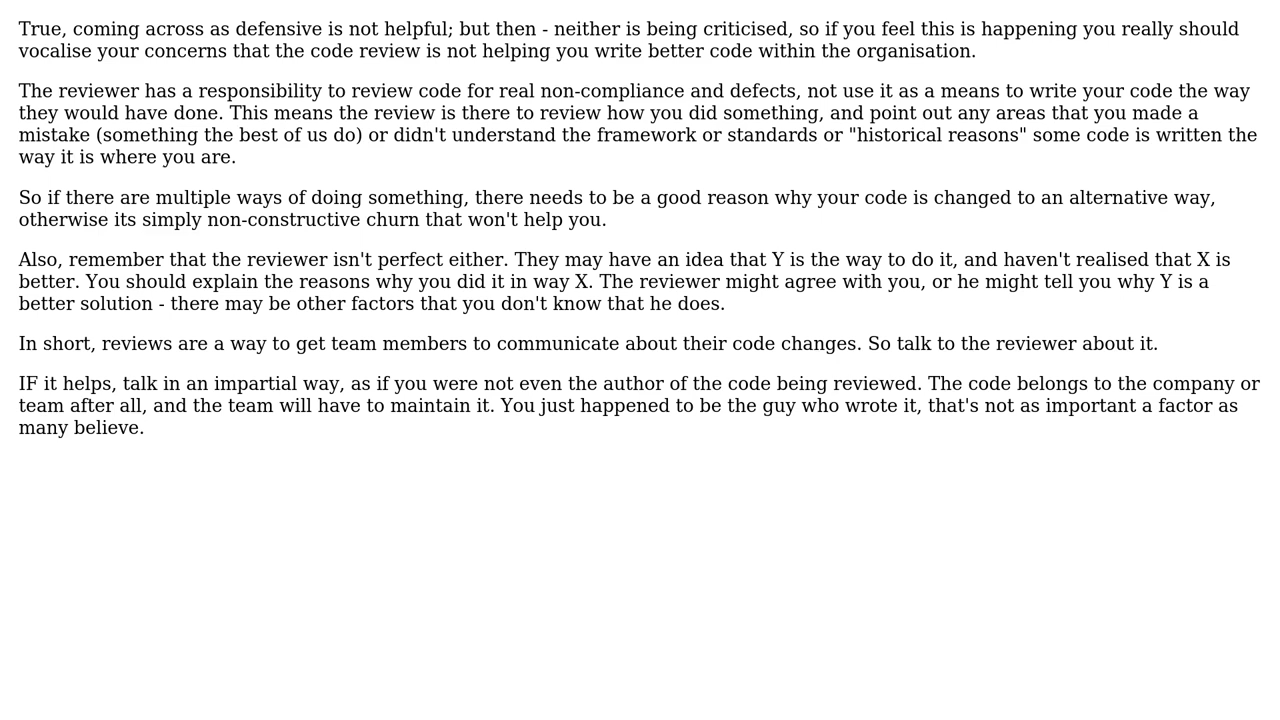 True, coming across as defensive is not helpful; but then - neither is being criticised, so if you feel this is happening you really should
vocalise your concerns that the code review is not helping you write better code within the organisation.
The reviewer has a responsibility to review code for real non-compliance and defects, not use it as a means to write your code the way
they would have done. This means the review is there to review how you did something, and point out any areas that you made a
mistake (something the best of us do) or didn't understand the framework or standards or "historical reasons" some code is written the
way it is where you are.
So if there are multiple ways of doing something, there needs to be a good reason why your code is changed to an alternative way,
otherwise its simply non-constructive churn that won't help you.
Also, remember that the reviewer isn't perfect either. They may have an idea that Y is the way to do it, and haven't realised that X is
better. You should explain the reasons why you did it in way X. The reviewer might agree with you, or he might tell you why Y is a
better solution - there may be other factors that you don't know that he does.
In short, reviews are a way to get team members to communicate about their code changes. So talk to the reviewer about it.
IF it helps, talk in an impartial way, as if you were not even the author of the code being reviewed. The code belongs to the company or
team after all, and the team will have to maintain it. You just happened to be the guy who wrote it, that's not as important a factor as
many believe.